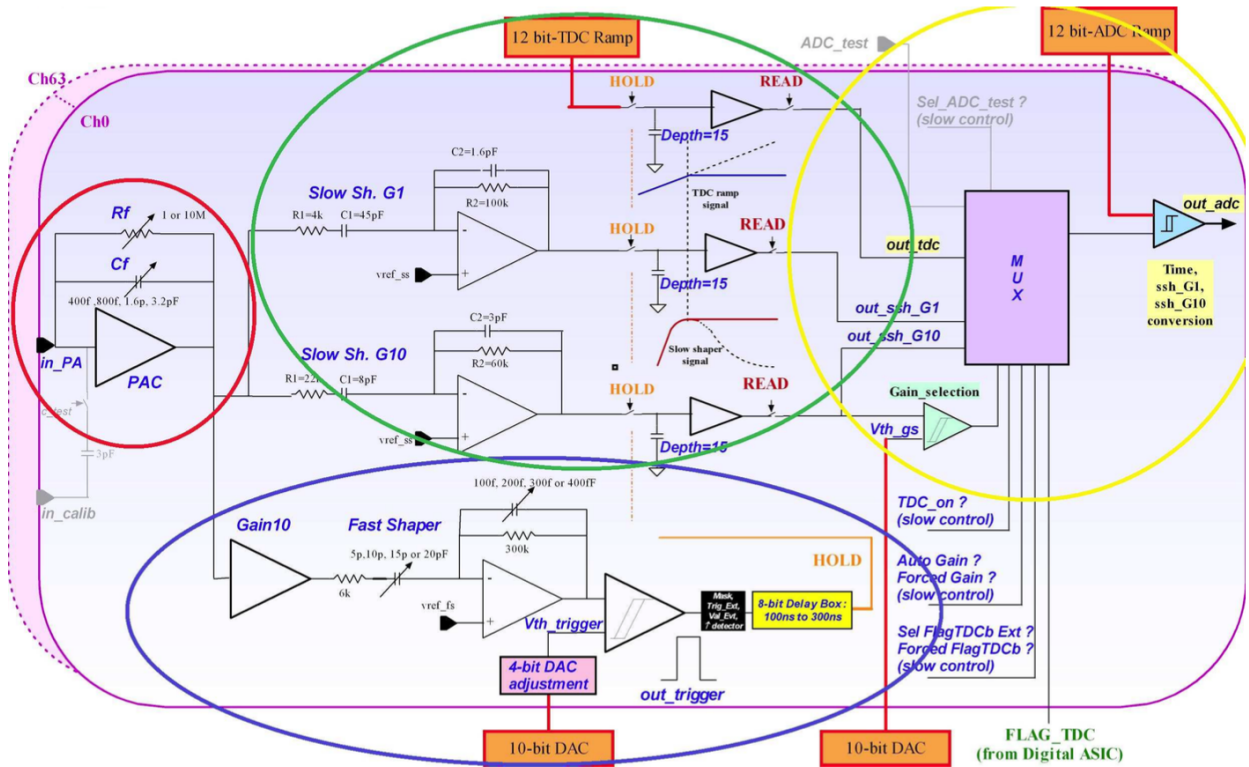 12 bit-TDC Ramp
12 bit-ADC Ramp
ADC_test
Ch63
Ch0
HOLD
READ
Sel_ADC_test ?
(slow control)
Depth=15
C2=1.6pF
Slow Sh. G1
R2=100k
TDC ramp
signal
Rf
1 or 10M
R1=4k
C1=45pF
HOLD
READ
out_tdc
out_adc
M
U
X
Cf
vref_ss
Depth=15
Time,
ssh_G1,
ssh_G10
conversion
400f ,800f, 1.6p, 3.2pF
out_ssh_G1
C2=3pF
out_ssh_G10
in_PA
PAC
Slow Sh. G10
R2=60k
Slow shaper
signal
R1=22k
C1=8pF
HOLD
READ
Gain_selection
c_test
Vth_gs
vref_ss
Depth=15
3pF
100f, 200f, 300f or 400fF
in_calib
Gain10
Fast Shaper
TDC_on ?
(slow control)
5p,10p, 15p or 20pF
300k
HOLD
Auto Gain ?
Forced Gain ?
(slow control)
6k
vref_fs
Vth_trigger
Mask,
Trig_Ext,
Val_Evt,
↑ detector
8-bit Delay Box :
100ns to 300ns
Sel FlagTDCb Ext ?
Forced FlagTDCb ?
(slow control)
4-bit DAC
adjustment
out_trigger
10-bit DAC
10-bit DAC
FLAG_TDC
(from Digital ASIC)